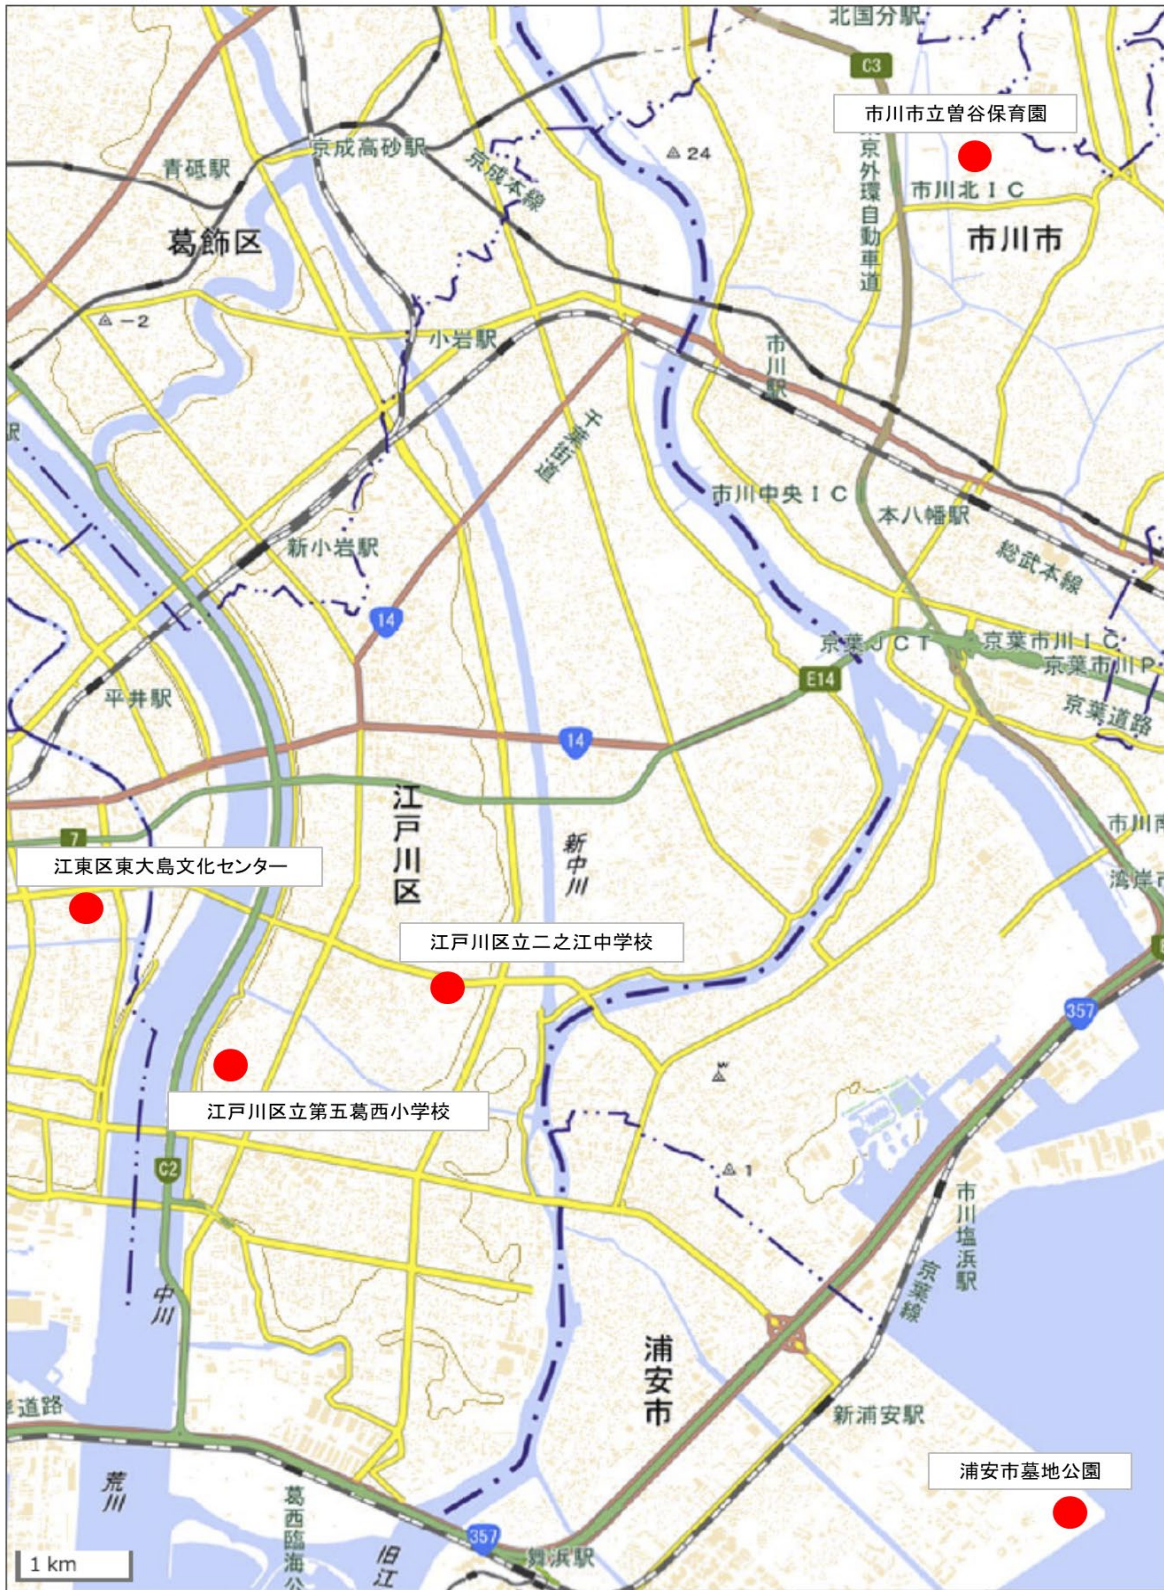 北国分駅
C3
市川市立曽谷保育園
京外環自動車道
京成高砂駅
青砥駅
京成本線
24
市川北IC
葛飾区
市川市
-2
小岩駅
市川駅
千葉街道
駅
市川中央IC
本八幡駅
新小岩駅
総武本線
14
京葉JCT
京葉市川IC
京葉市川P
E14
平井駅
京葉道路
14
江戸川区
新中川
7
市川南
江東区東大島文化センター
湾岸市
江戸川区立二之江中学校
357
江戸川区立第五葛西小学校
C2
1
市川塩浜駅
京葉線
中川
浦安市
岸道路
新浦安駅
浦安市墓地公園
荒川
葛西臨海公
357
旧江
舞浜駅
1 km